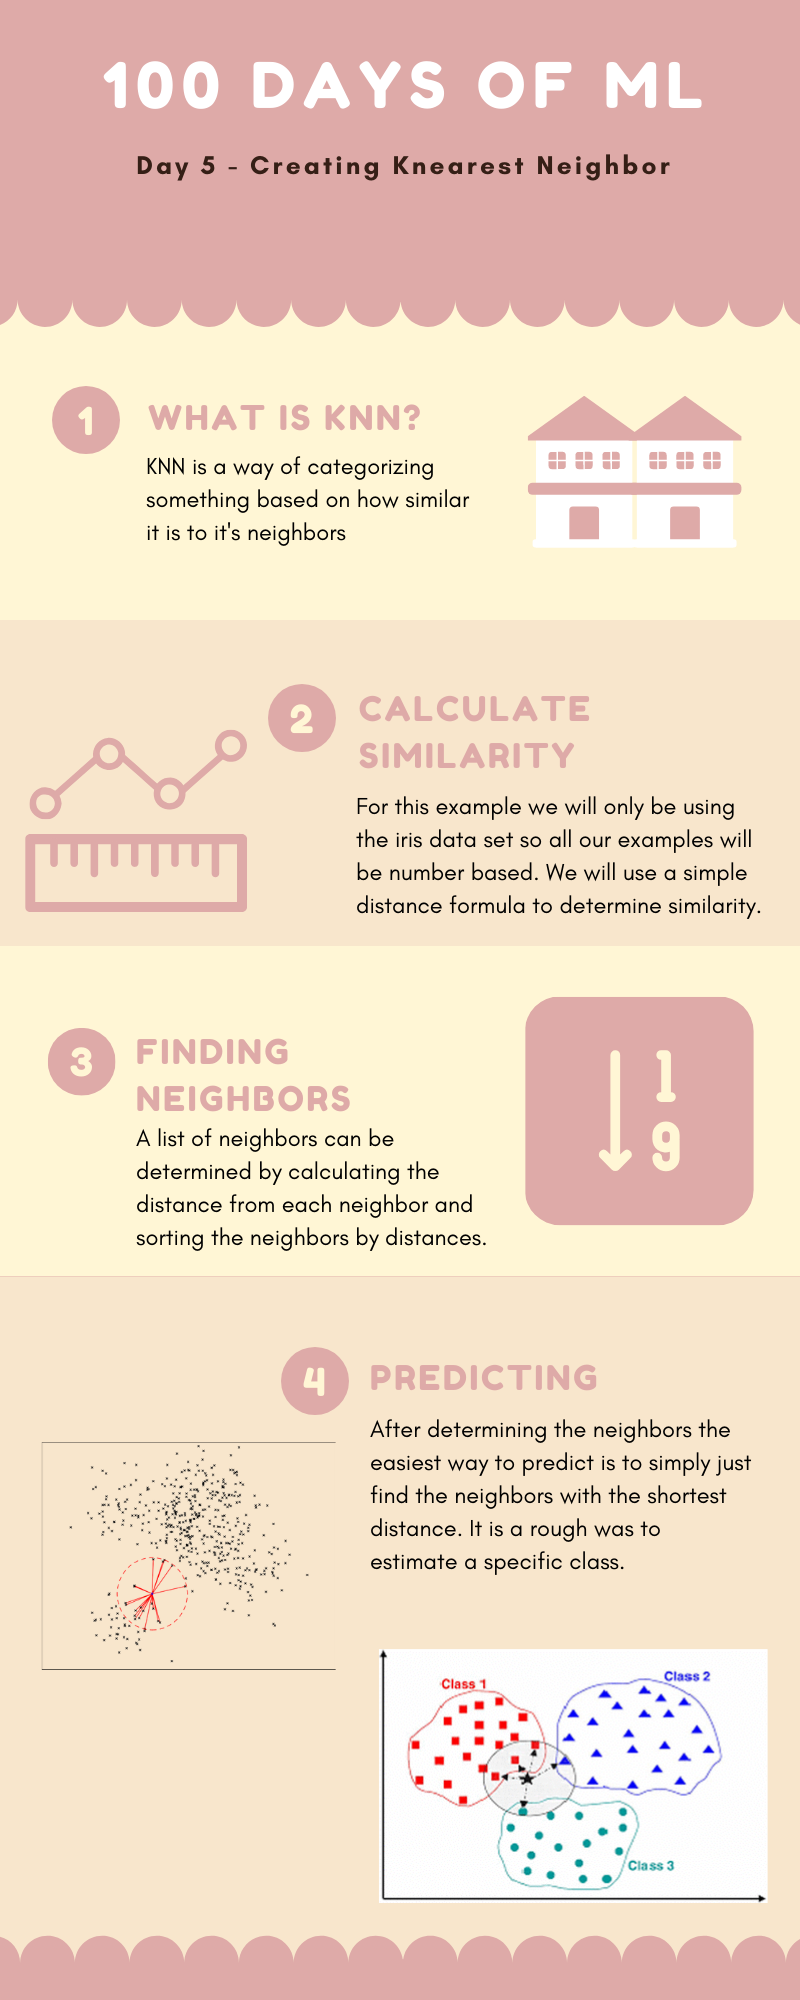 100 DAYS OF ML
Day 5 - Creating Knearest Neighbor
1
WHAT IS KNN?
KNN is a way of categorizing
something based on how similar
it is to it's neighbors
2
CALCULATE
SIMILARITY
For this example we will only be using
the iris data set so all our examples will
be number based. We will use a simple
distance formula to determine similarity.
3
FINDING
NEIGHBORS
A list of neighbors can be
determined by calculating the
distance from each neighbor and
sorting the neighbors by distances.
1
9
4
PREDICTING
After determining the neighbors the
easiest way to predict is to simply just
find the neighbors with the shortest
distance. It is a rough was to
estimate a specific class.
Class 1
Class 2
Class 3